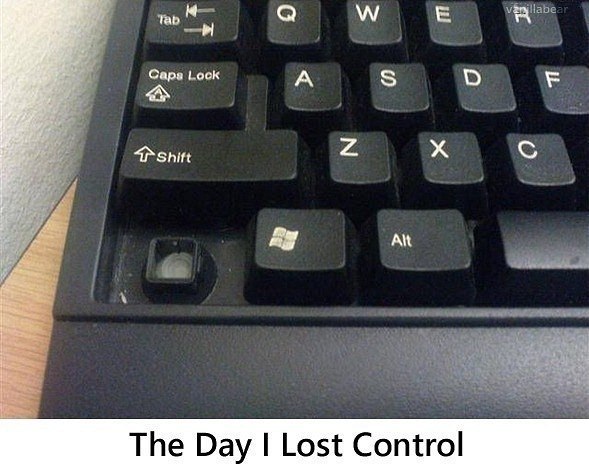 vanillabear
Tab Q W E R
Caps Lock A S D F
Shift Z X C
Alt
The Day I Lost Control